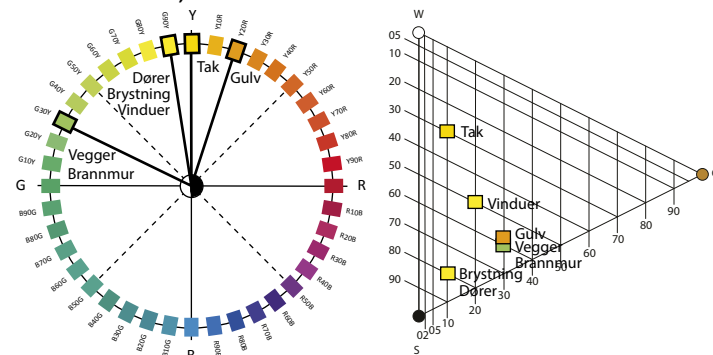 Y
G90Y
Y10R
G80Y
Y20R
G70Y
Y30R
G60Y
Y40R
G50Y
Y50R
G40Y
Y60R
G30Y
Y70R
G20Y
Y80R
G10Y
Y90R
G
R
B90G
R10B
B80G
R20B
B70G
R30B
B60G
R40B
B50G
R50B
B40G
R60B
B30G
R70B
B20G
R80B
B10G
R90B
B
Tak
Gulv
Dører
Brystning
Vinduer
Vegger
Brannmur
W
05
10
20
30
40
50
60
70
80
90
S
02
05
10
20
30
40
50
60
70
80
90
Tak
Vinduer
Gulv
Vegger
Brannmur
Brystning
Dører